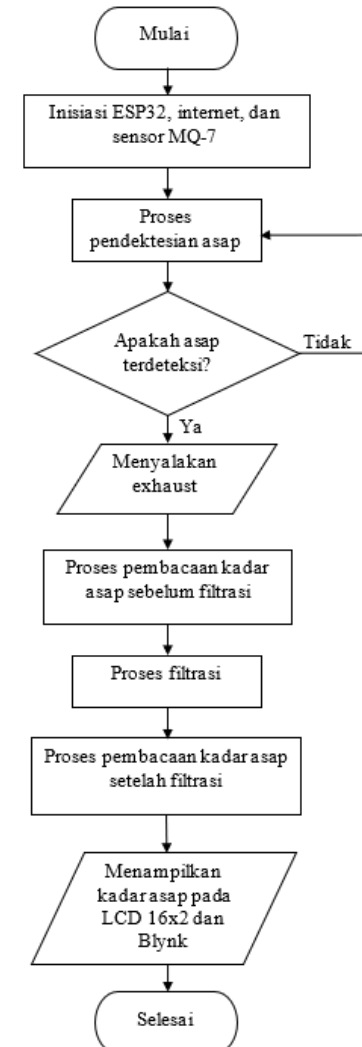 Mulai
Inisiasi ESP32, internet, dan
sensor MQ-7
Proses
pendektesian asap
Apakah asap
terdeteksi?
Tidak
Ya
Menyalakan
exhaust
Proses pembacaan kadar
asap sebelum filtrasi
Proses filtrasi
Proses pembacaan kadar asap
setelah filtrasi
Menampilkan
kadar asap pada
LCD 16x2 dan
Blynk
Selesai